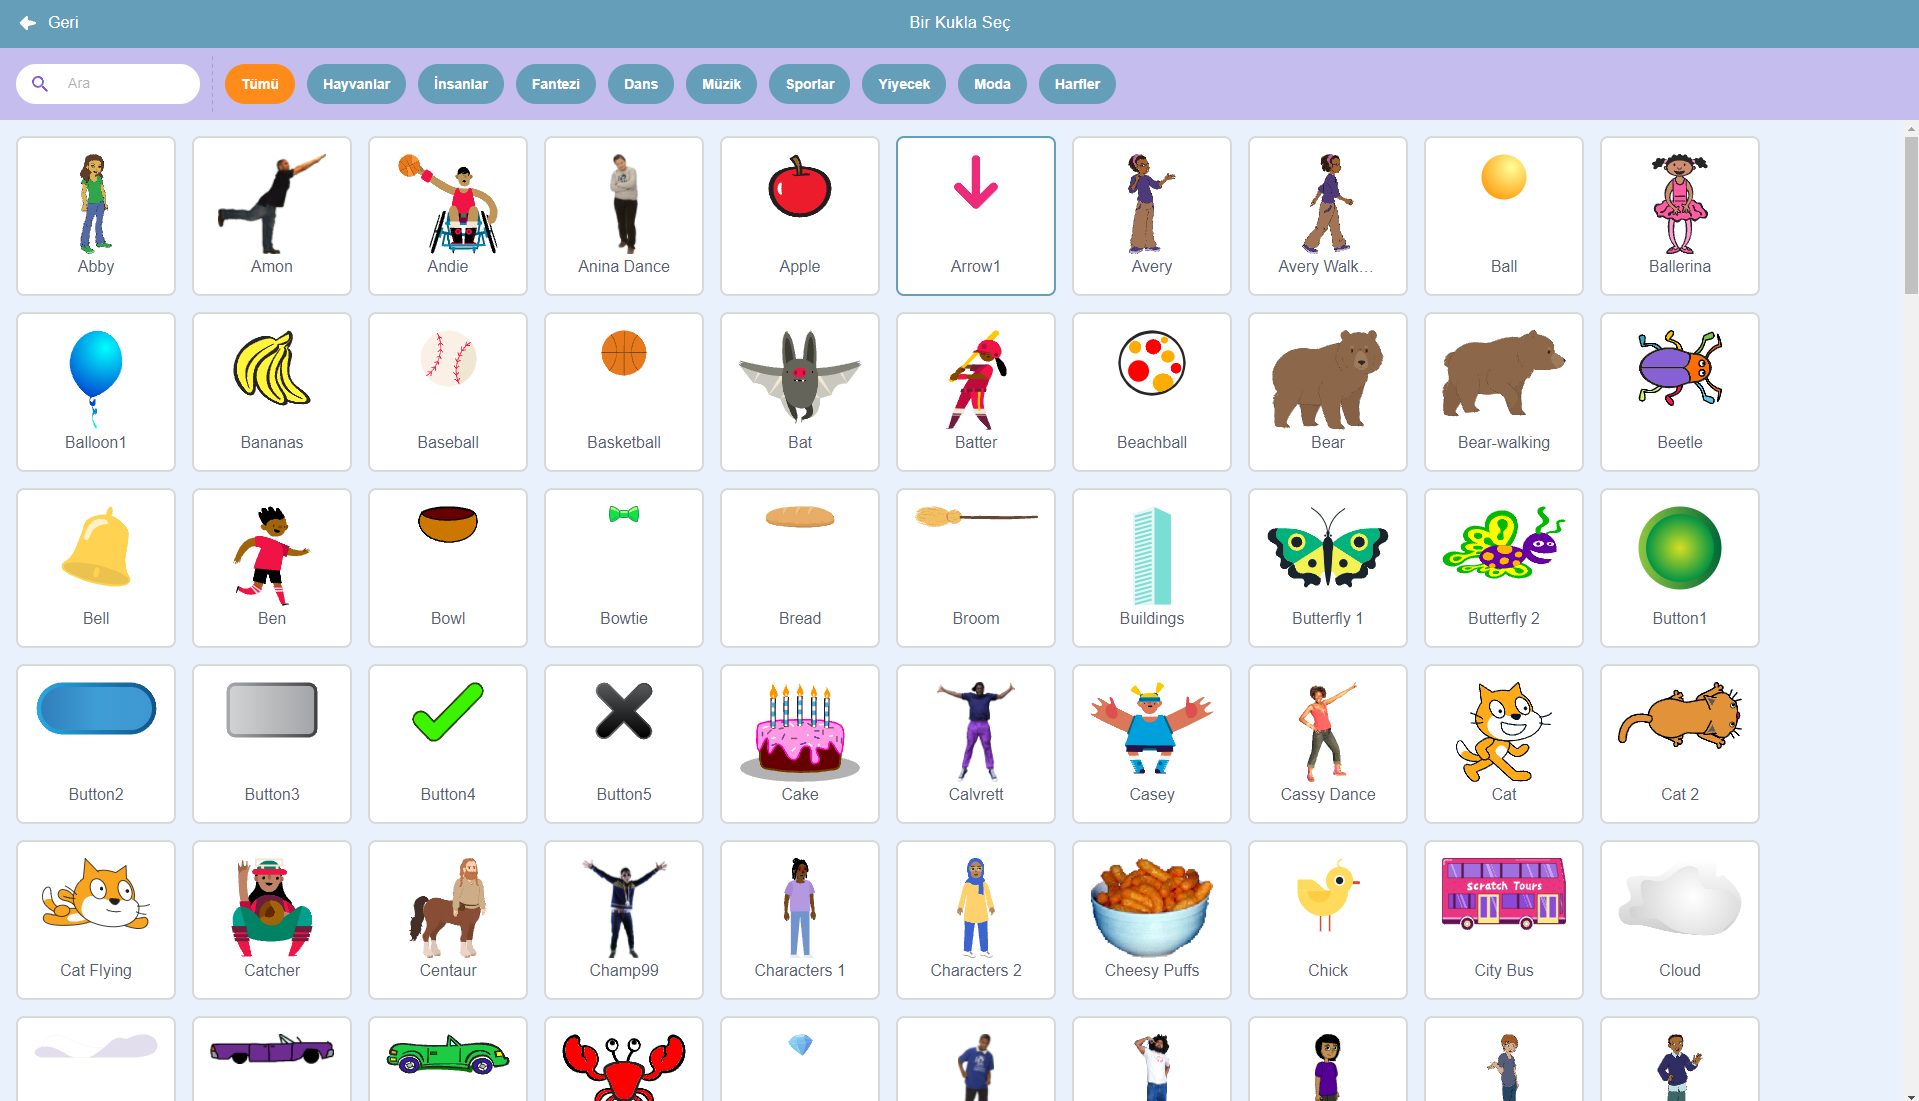 Geri
Bir Kukla Seç
Ara
Tümü
Hayvanlar
İnsanlar
Fantezi
Dans
Müzik
Sporlar
Yiyecek
Moda
Harfler
Abby
Amon
Andie
Anina Dance
Apple
Arrow1
Avery
Avery Walk…
Ball
Ballerina
Balloon1
Bananas
Baseball
Basketball
Bat
Batter
Beachball
Bear
Bear-walking
Beetle
Bell
Ben
Bowl
Bowtie
Bread
Broom
Buildings
Butterfly 1
Butterfly 2
Button1
Button2
Button3
Button4
Button5
Cake
Calvrett
Casey
Cassy Dance
Cat
Cat 2
Scratch Tours
Cat Flying
Catcher
Centaur
Champ99
Characters 1
Characters 2
Cheesy Puffs
Chick
City Bus
Cloud